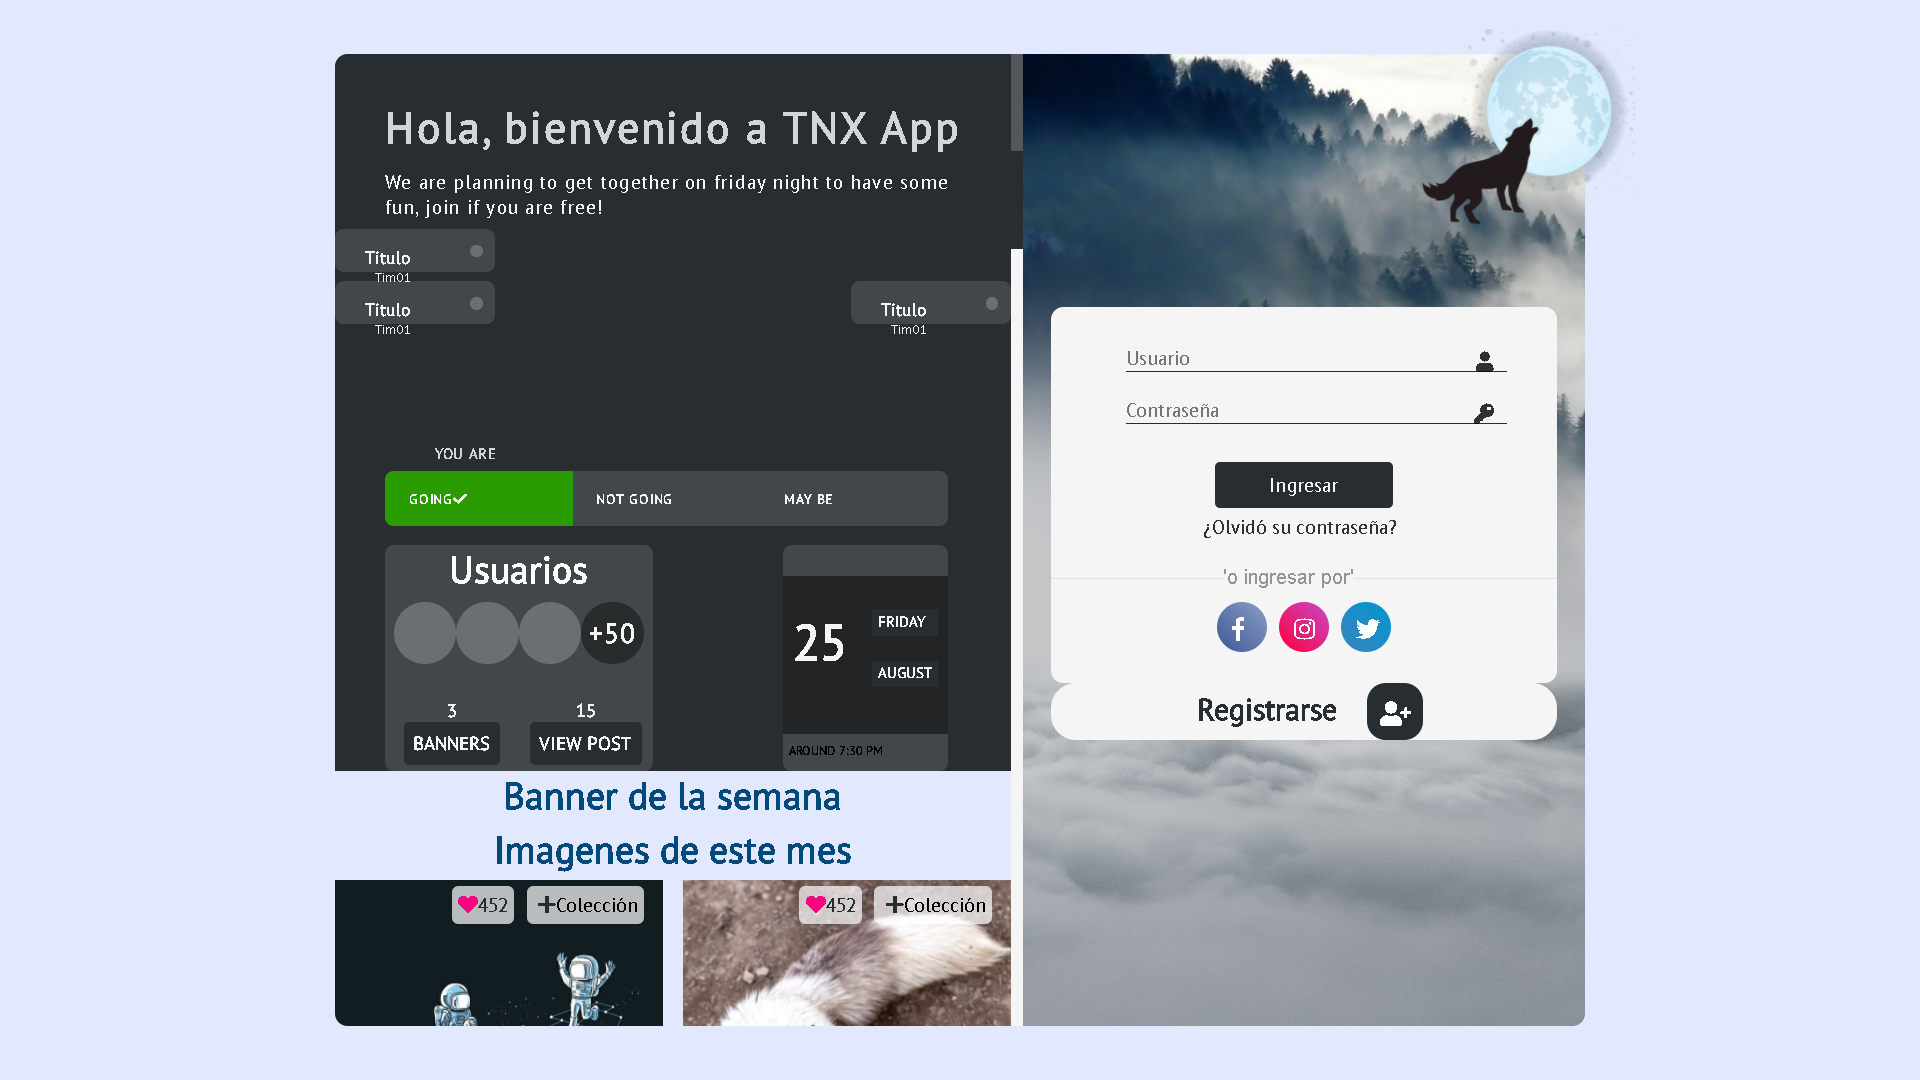 Hola, bienvenido a TNX App
We are planning to get together on friday night to have some
fun, join if you are free!
Titulo
Tim01
Titulo
Tim01
Titulo
Tim01
YOU ARE
GOING
NOT GOING
MAY BE
Usuarios
+50
3
BANNERS
15
VIEW POST
25
FRIDAY
AUGUST
AROUND 7:30 PM
Banner de la semana
Imagenes de este mes
452
Colección
452
Colección
Usuario
Contraseña
Ingresar
¿Olvidó su contraseña?
'o ingresar por'
Registrarse